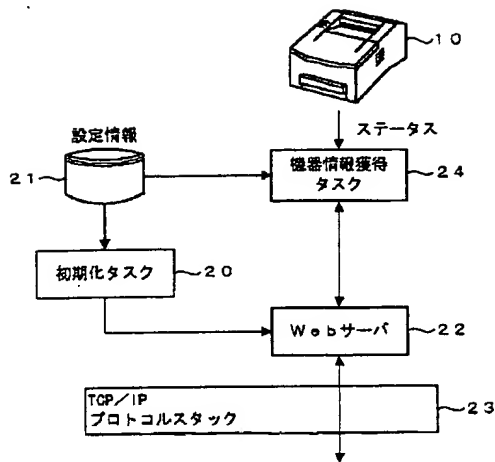 10
ステータス
設定情報
21
機器情報獲得
タスク
24
初期化タスク
20
Webサーバ
22
TCP/IP
プロトコルスタック
23